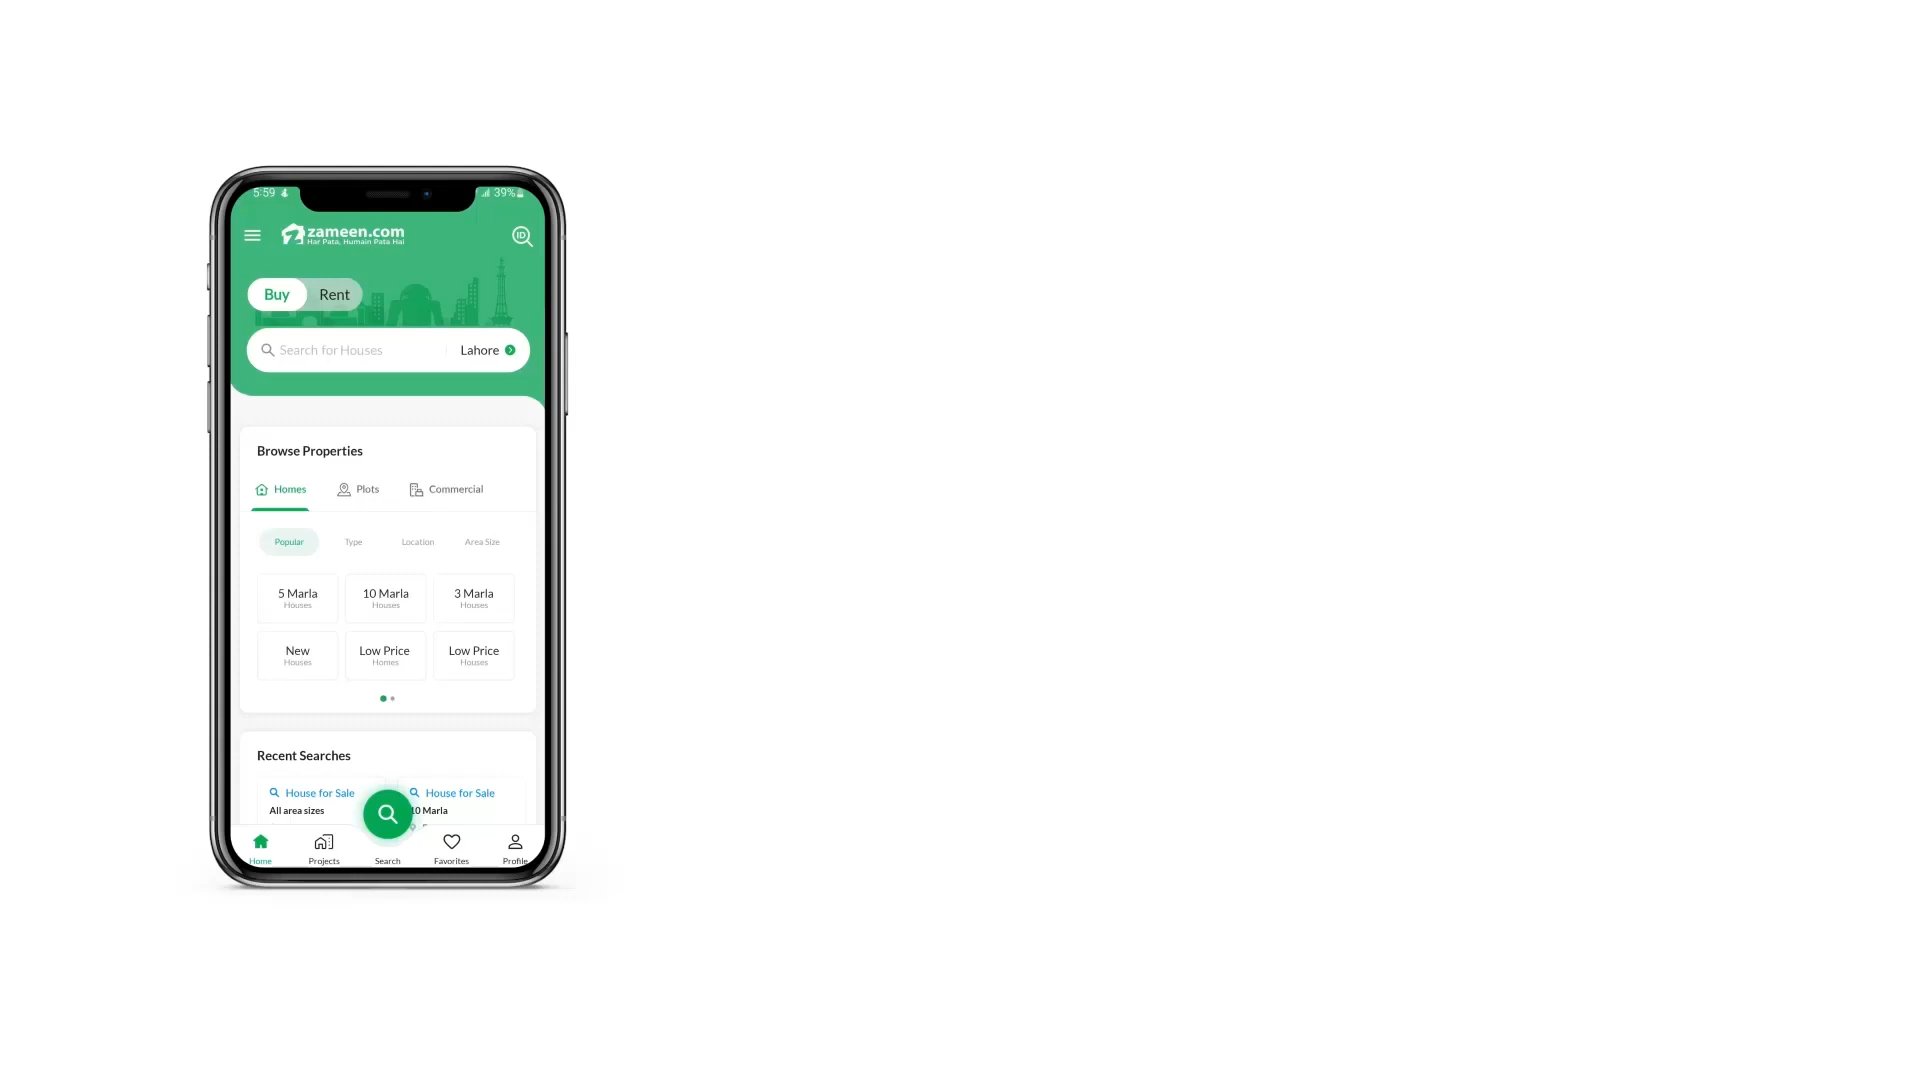 5:59
39%
zameen.com
Har Pata, Humain Pata Hai
ID
Buy Rent
Search for Houses Lahore
Browse Properties
Homes Plots Commercial
Popular Type Location Area Size
5 Marla 10 Marla 3 Marla
Houses Houses Houses
New Low Price Low Price
Houses Homes Houses
Recent Searches
House for Sale House for Sale
All area sizes 10 Marla
Home Projects Search Favorites Profile